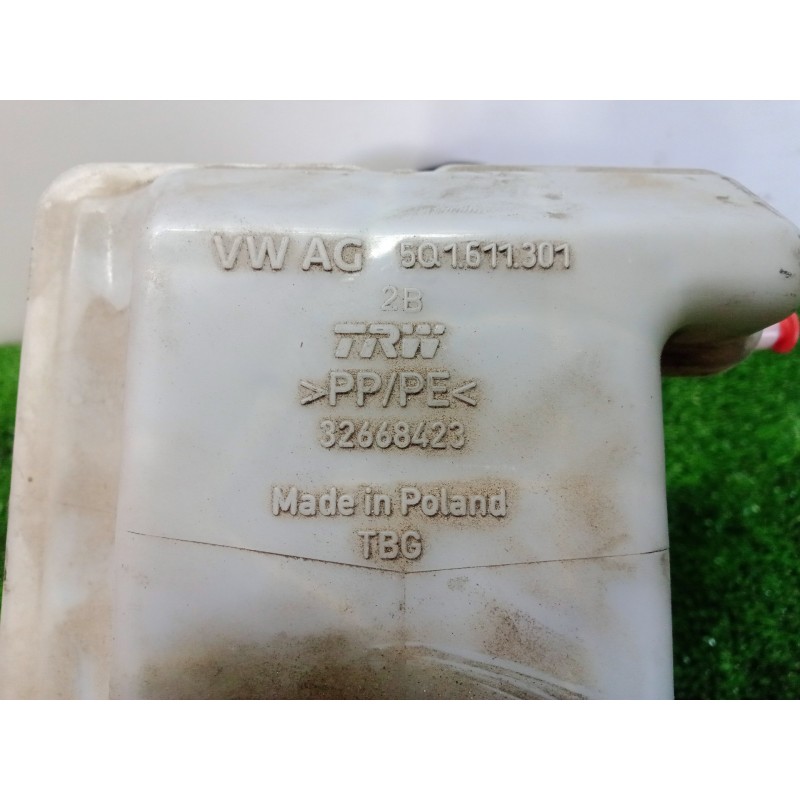 VW AG 5Q1.611.301
2B
TRW
>PP/PE<
32668423
Made in Poland
TBG